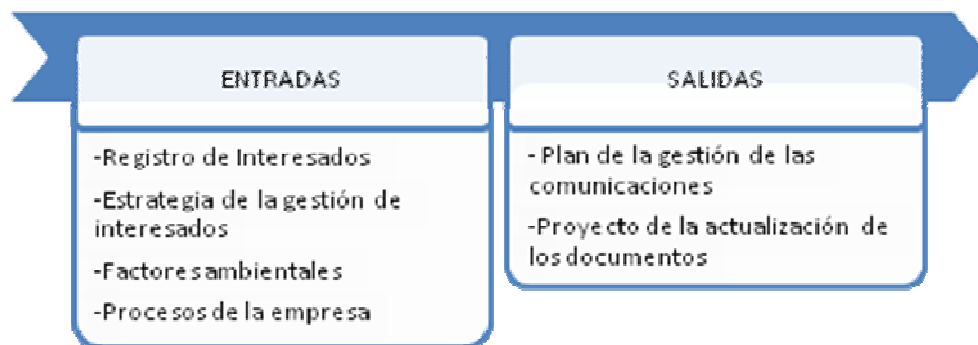 ENTRADAS
-Registro de Interesados
-Estrategia de la gestión de
interesados
-Factores ambientales
-Procesos de la empresa
SALIDAS
- Plan de la gestión de las
comunicaciones
-Proyecto de la actualización de
los documentos